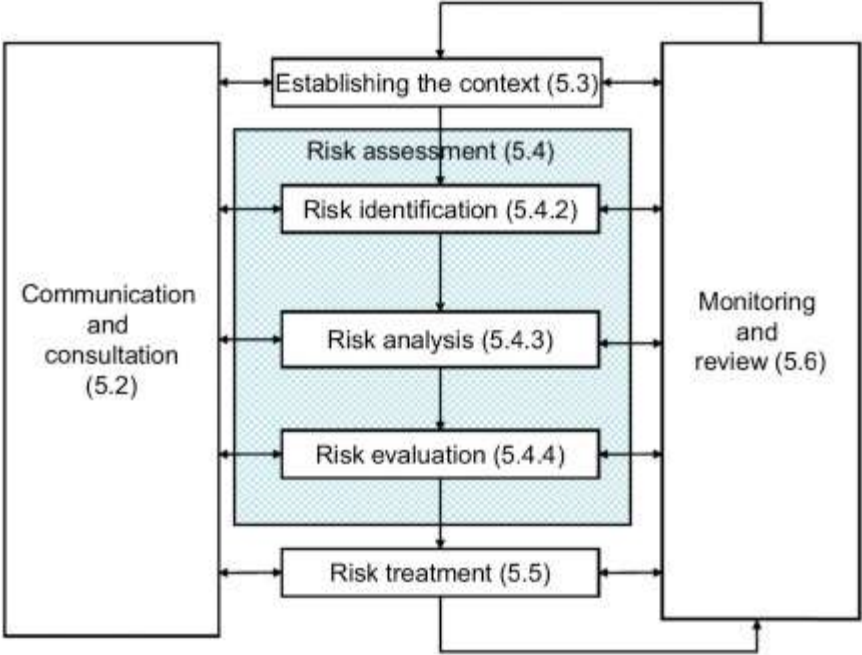 Establishing the context (5.3)
Risk assessment (5.4)
Risk identification (5.4.2)
Communication
and
consultation
(5.2)
Risk analysis (5.4.3)
Monitoring
and
review (5.6)
Risk evaluation (5.4.4)
Risk treatment (5.5)